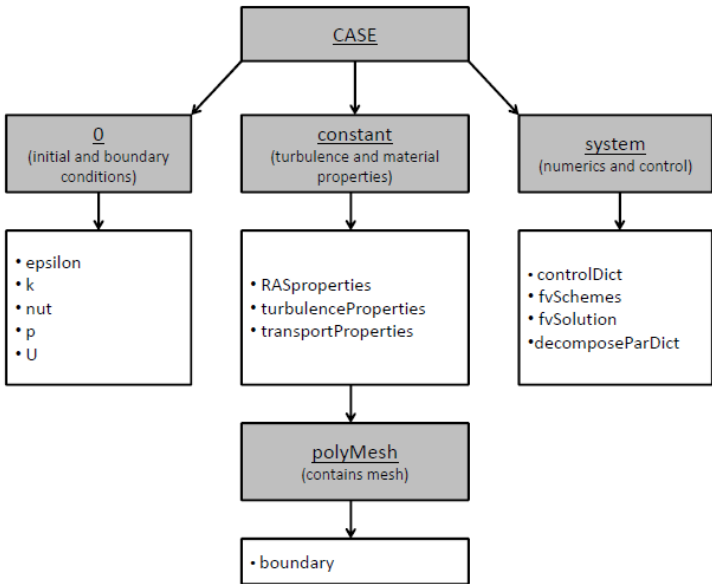 CASE
0
(initial and boundary
conditions)
constant
(turbulence and material
properties)
system
(numerics and control)
• epsilon
• k
• nut
• p
• U
• RASproperties
• turbulenceProperties
• transportProperties
• controlDict
• fvSchemes
• fvSolution
•decomposeParDict
polyMesh
(contains mesh)
• boundary